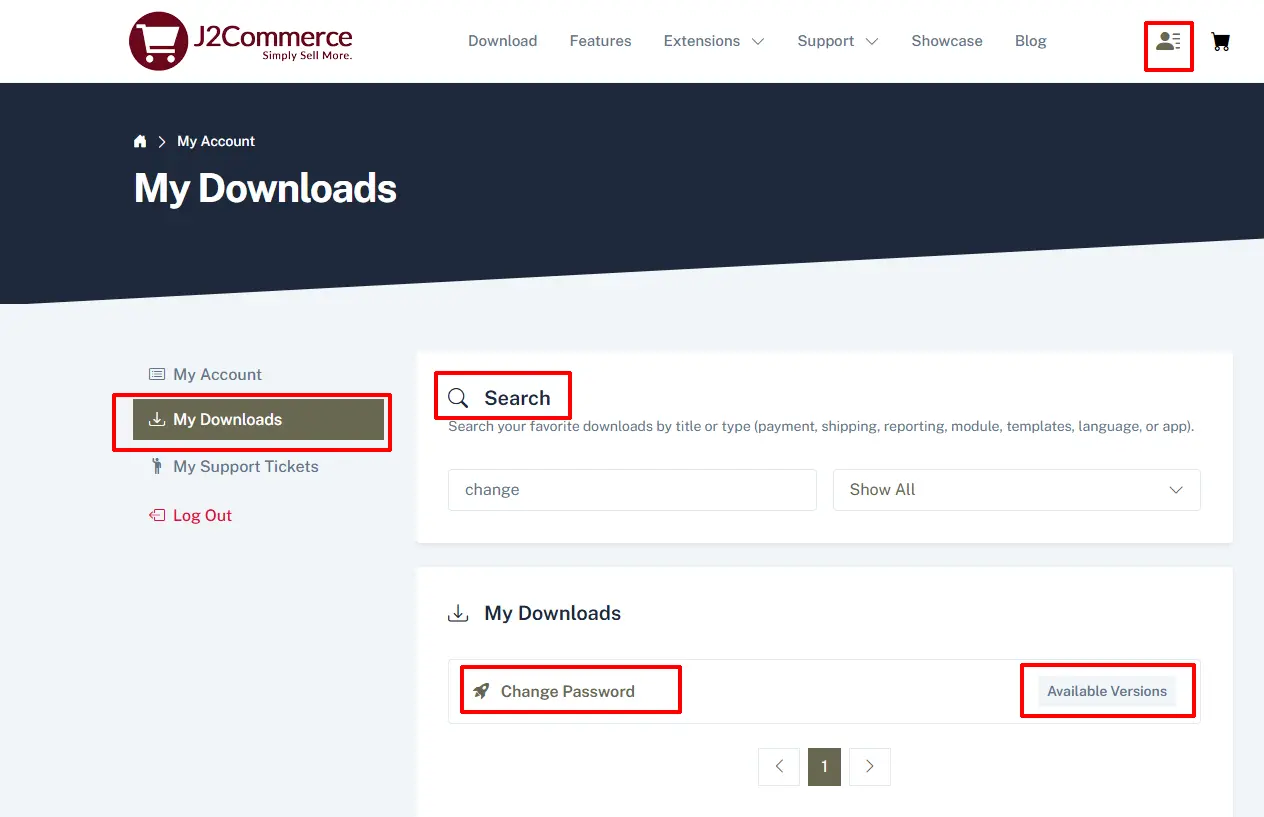 J2Commerce
Simply Sell More.
Download Features Extensions Support Showcase Blog
My Account
My Downloads
My Account
My Downloads
My Support Tickets
Log Out
Search
Search your favorite downloads by title or type (payment, shipping, reporting, module, templates, language, or app).
change Show All
My Downloads
Change Password Available Versions
1